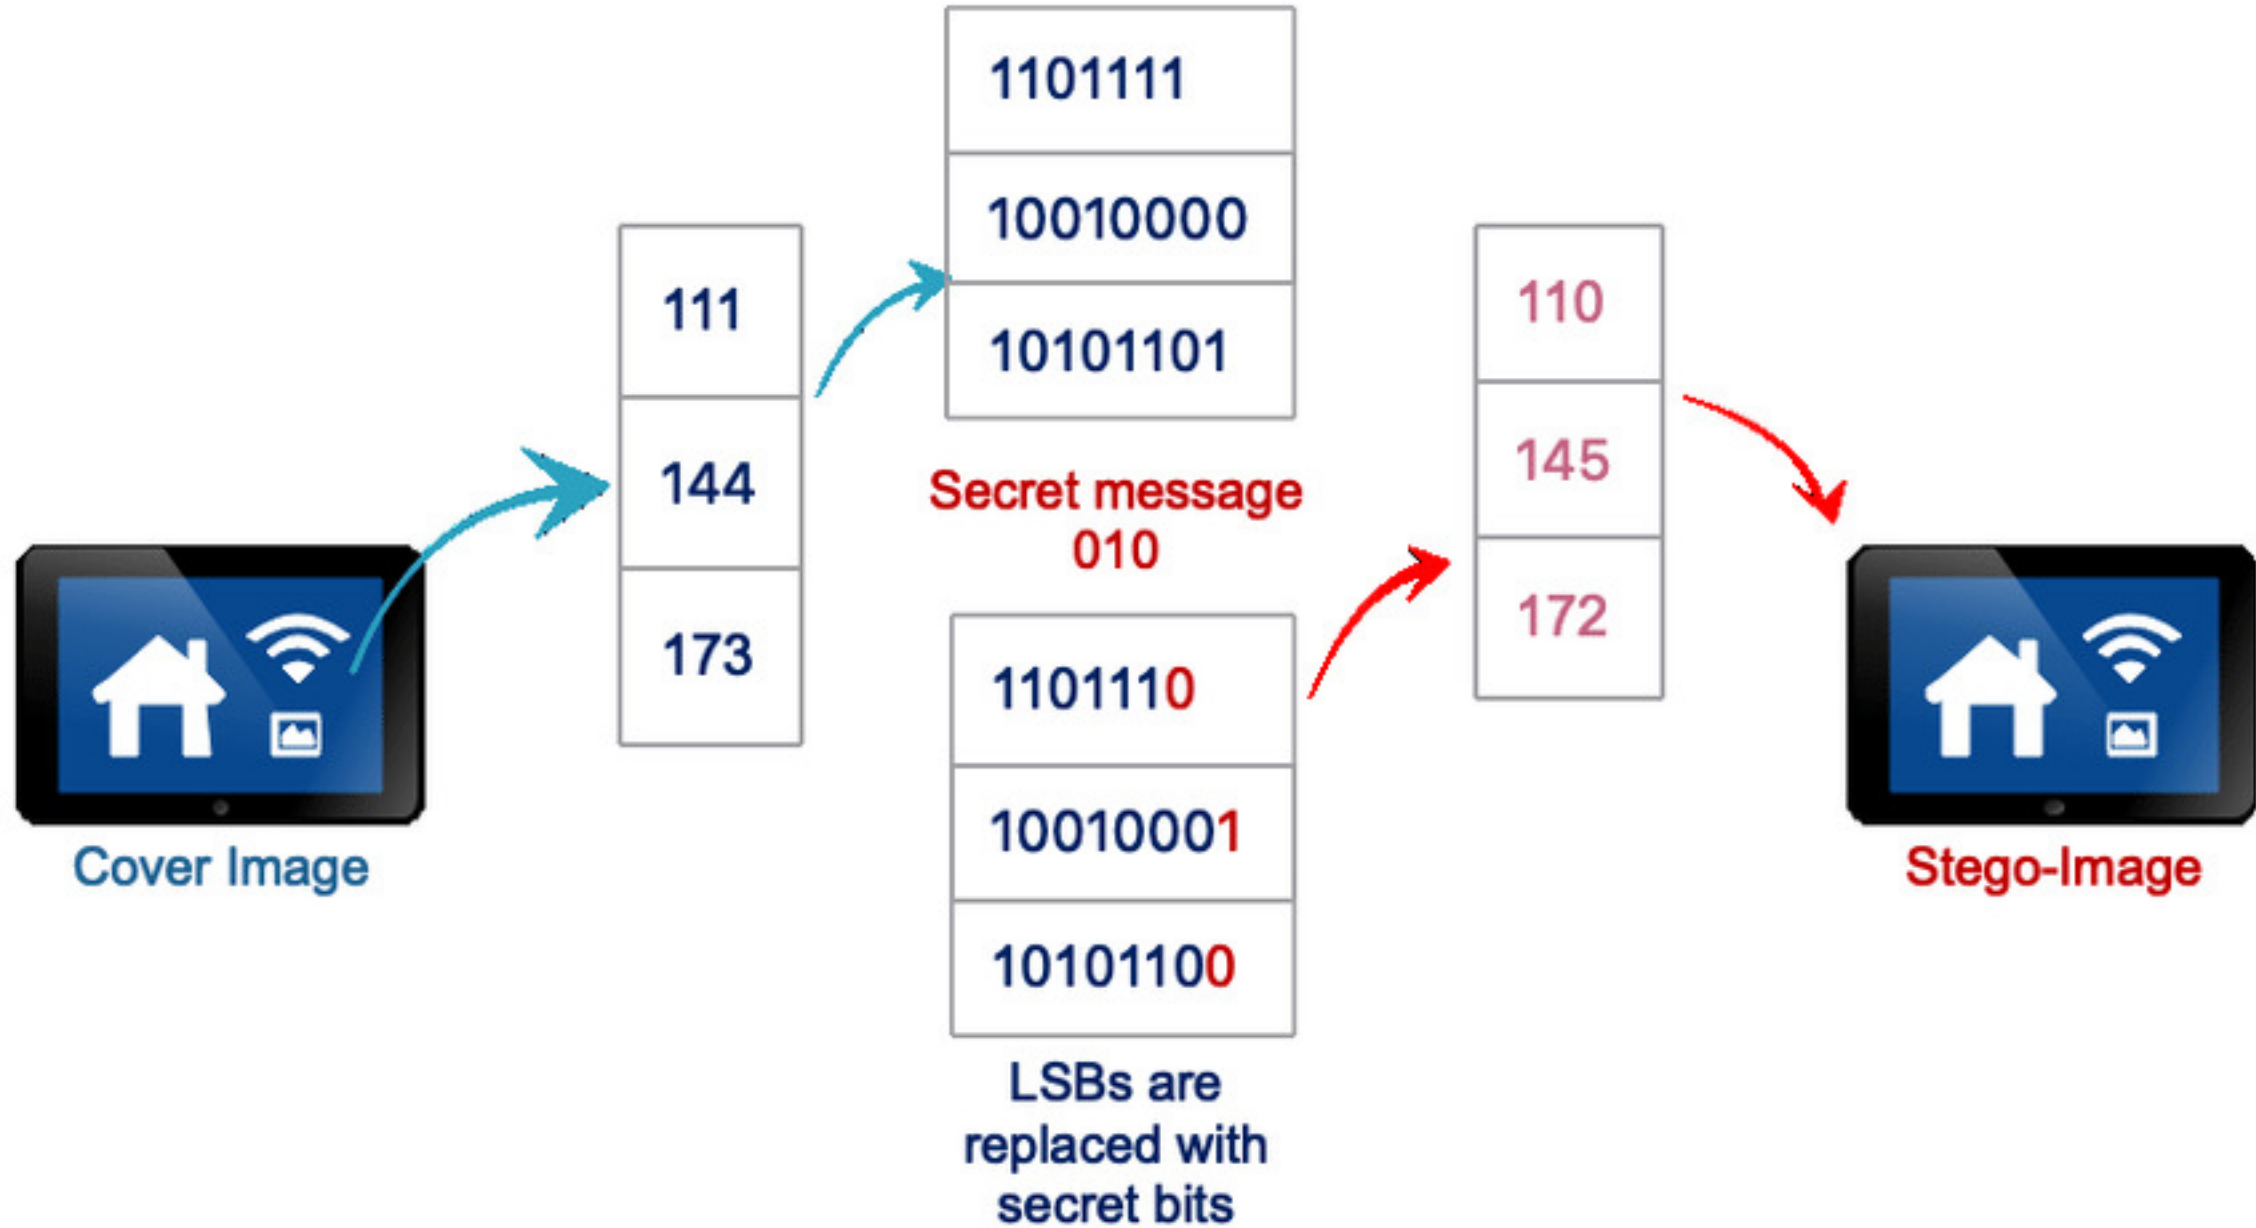 111
144
173
1101111
10010000
10101101
Secret message
010
1101110
10010001
10101100
LSBs are
replaced with
secret bits
110
145
172
Cover Image
Stego-Image